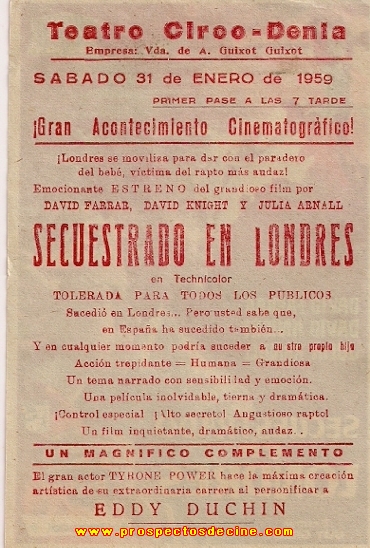 Teatro Circo-Denia
Empresa: Vda. de A. Guixot Guixot
SABADO 31 de ENERO de 1959
PRIMER PASE A LAS 7 TARDE
¡Gran Acontecimiento Cinematográfico!
¡Londres se moviliza para dar con el paradero
del bebé, víctima del rapto más audaz!
Emocionante ESTRENO del grandioso film por
DAVID FARRAR, DAVID KNIGHT Y JULIA ARNALL
SECUESTRADO EN LONDRES
en Technicolor
TOLERADA PARA TODOS LOS PUBLICOS
Sucedió en Londres... Pero usted sabe que,
en España ha sucedido también...
Y en cualquier momento podría suceder a su propio hijo
Acción trepidante = Humana = Grandiosa
Un tema narrado con sensibilidad y emoción.
Una película inolvidable, tierna y dramática.
¡Control especial ¡Alto secreto! Angustioso rapto!
Un film inquietante, dramático, audaz..
UN MAGNIFICO COMPLEMENTO
El gran actor TYRONE POWER hace la máxima creación
artística de su extraordinaria carrera al personificar a
EDDY DUCHIN
www.prospectosdecine.com